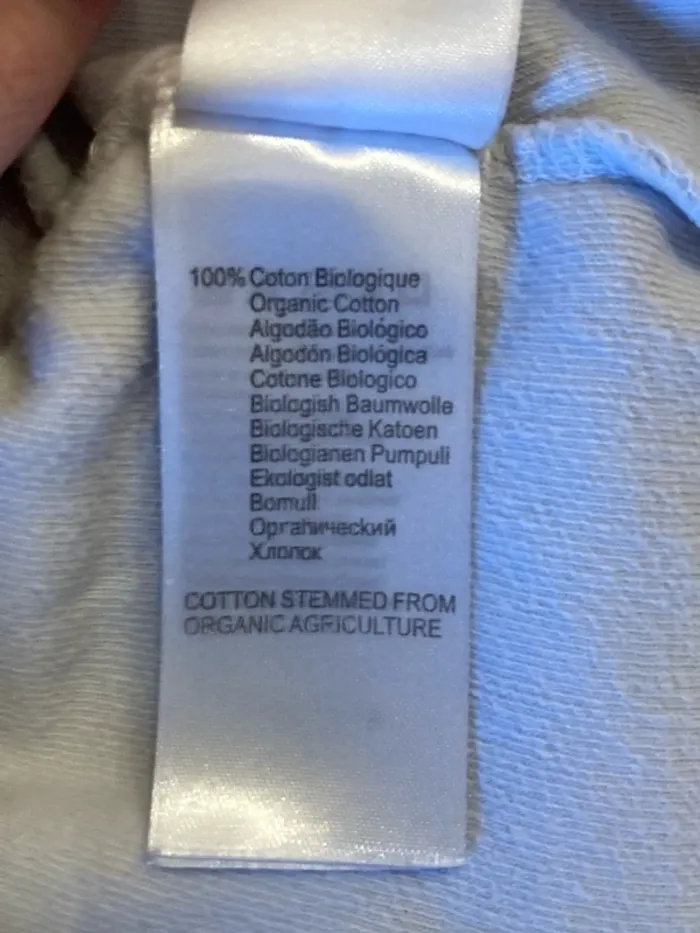 100% Coton Biologique
Organic Cotton
Algodão Biológico
Algodón Biológica
Cotone Biologico
Biologish Baumwolle
Biologische Katoen
Biologianen Pumpuli
Ekologist odlat
Bomull
Органический
Хлопок
COTTON STEMMED FROM
ORGANIC AGRICULTURE